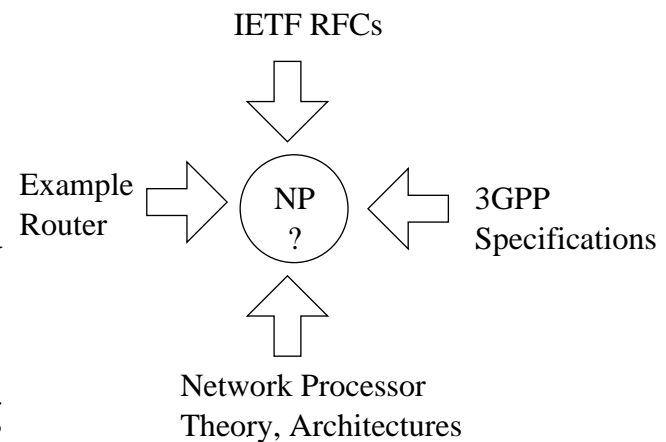 IETF RFCs
Example
Router
NP
?
3GPP
Specifications
Network Processor
Theory, Architectures